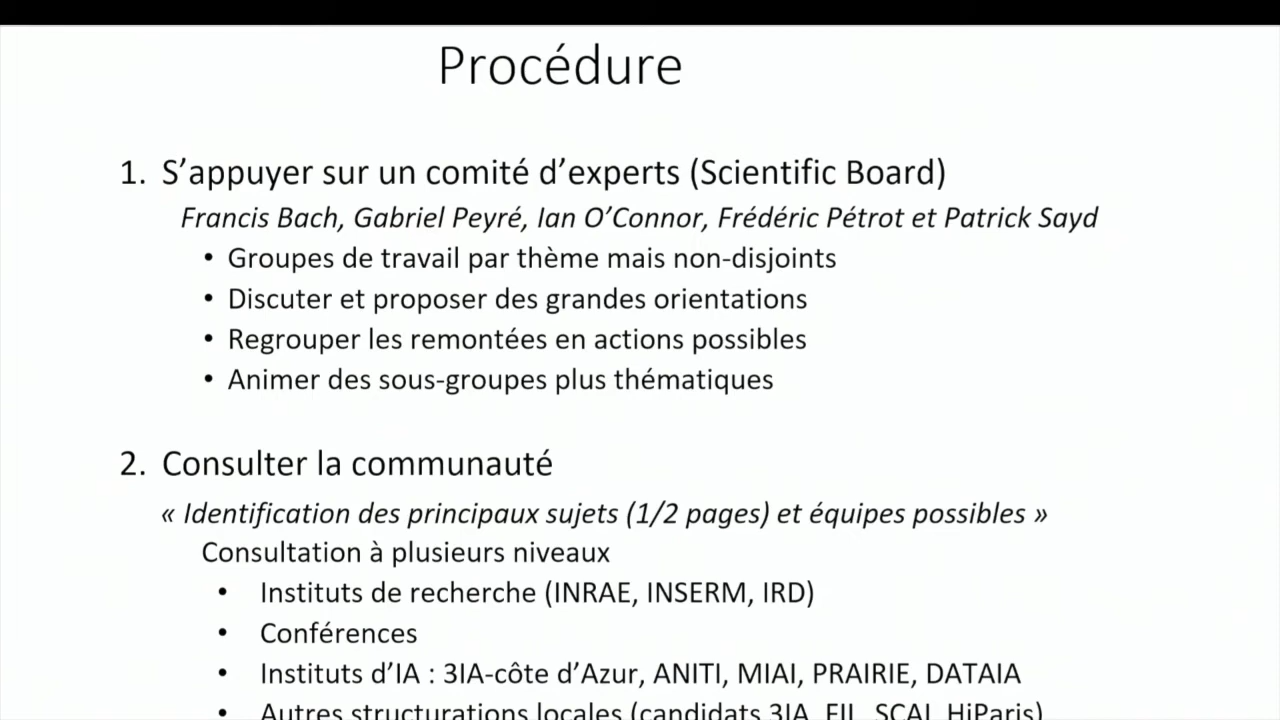 Procédure
1. S’appuyer sur un comité d’experts (Scientific Board)
Francis Bach, Gabriel Peyré, Ian O’Connor, Frédéric Pétrot et Patrick Sayd
• Groupes de travail par thème mais non-disjoints
• Discuter et proposer des grandes orientations
• Regrouper les remontées en actions possibles
• Animer des sous-groupes plus thématiques
2. Consulter la communauté
« Identification des principaux sujets (1/2 pages) et équipes possibles »
Consultation à plusieurs niveaux
• Instituts de recherche (INRAE, INSERM, IRD)
• Conférences
• Instituts d’IA : 3IA-côte d’Azur, ANITI, MIAI, PRAIRIE, DATAIA
• Autres structurations locales (candidats 3IA, EIL, SCAI, HiParis)